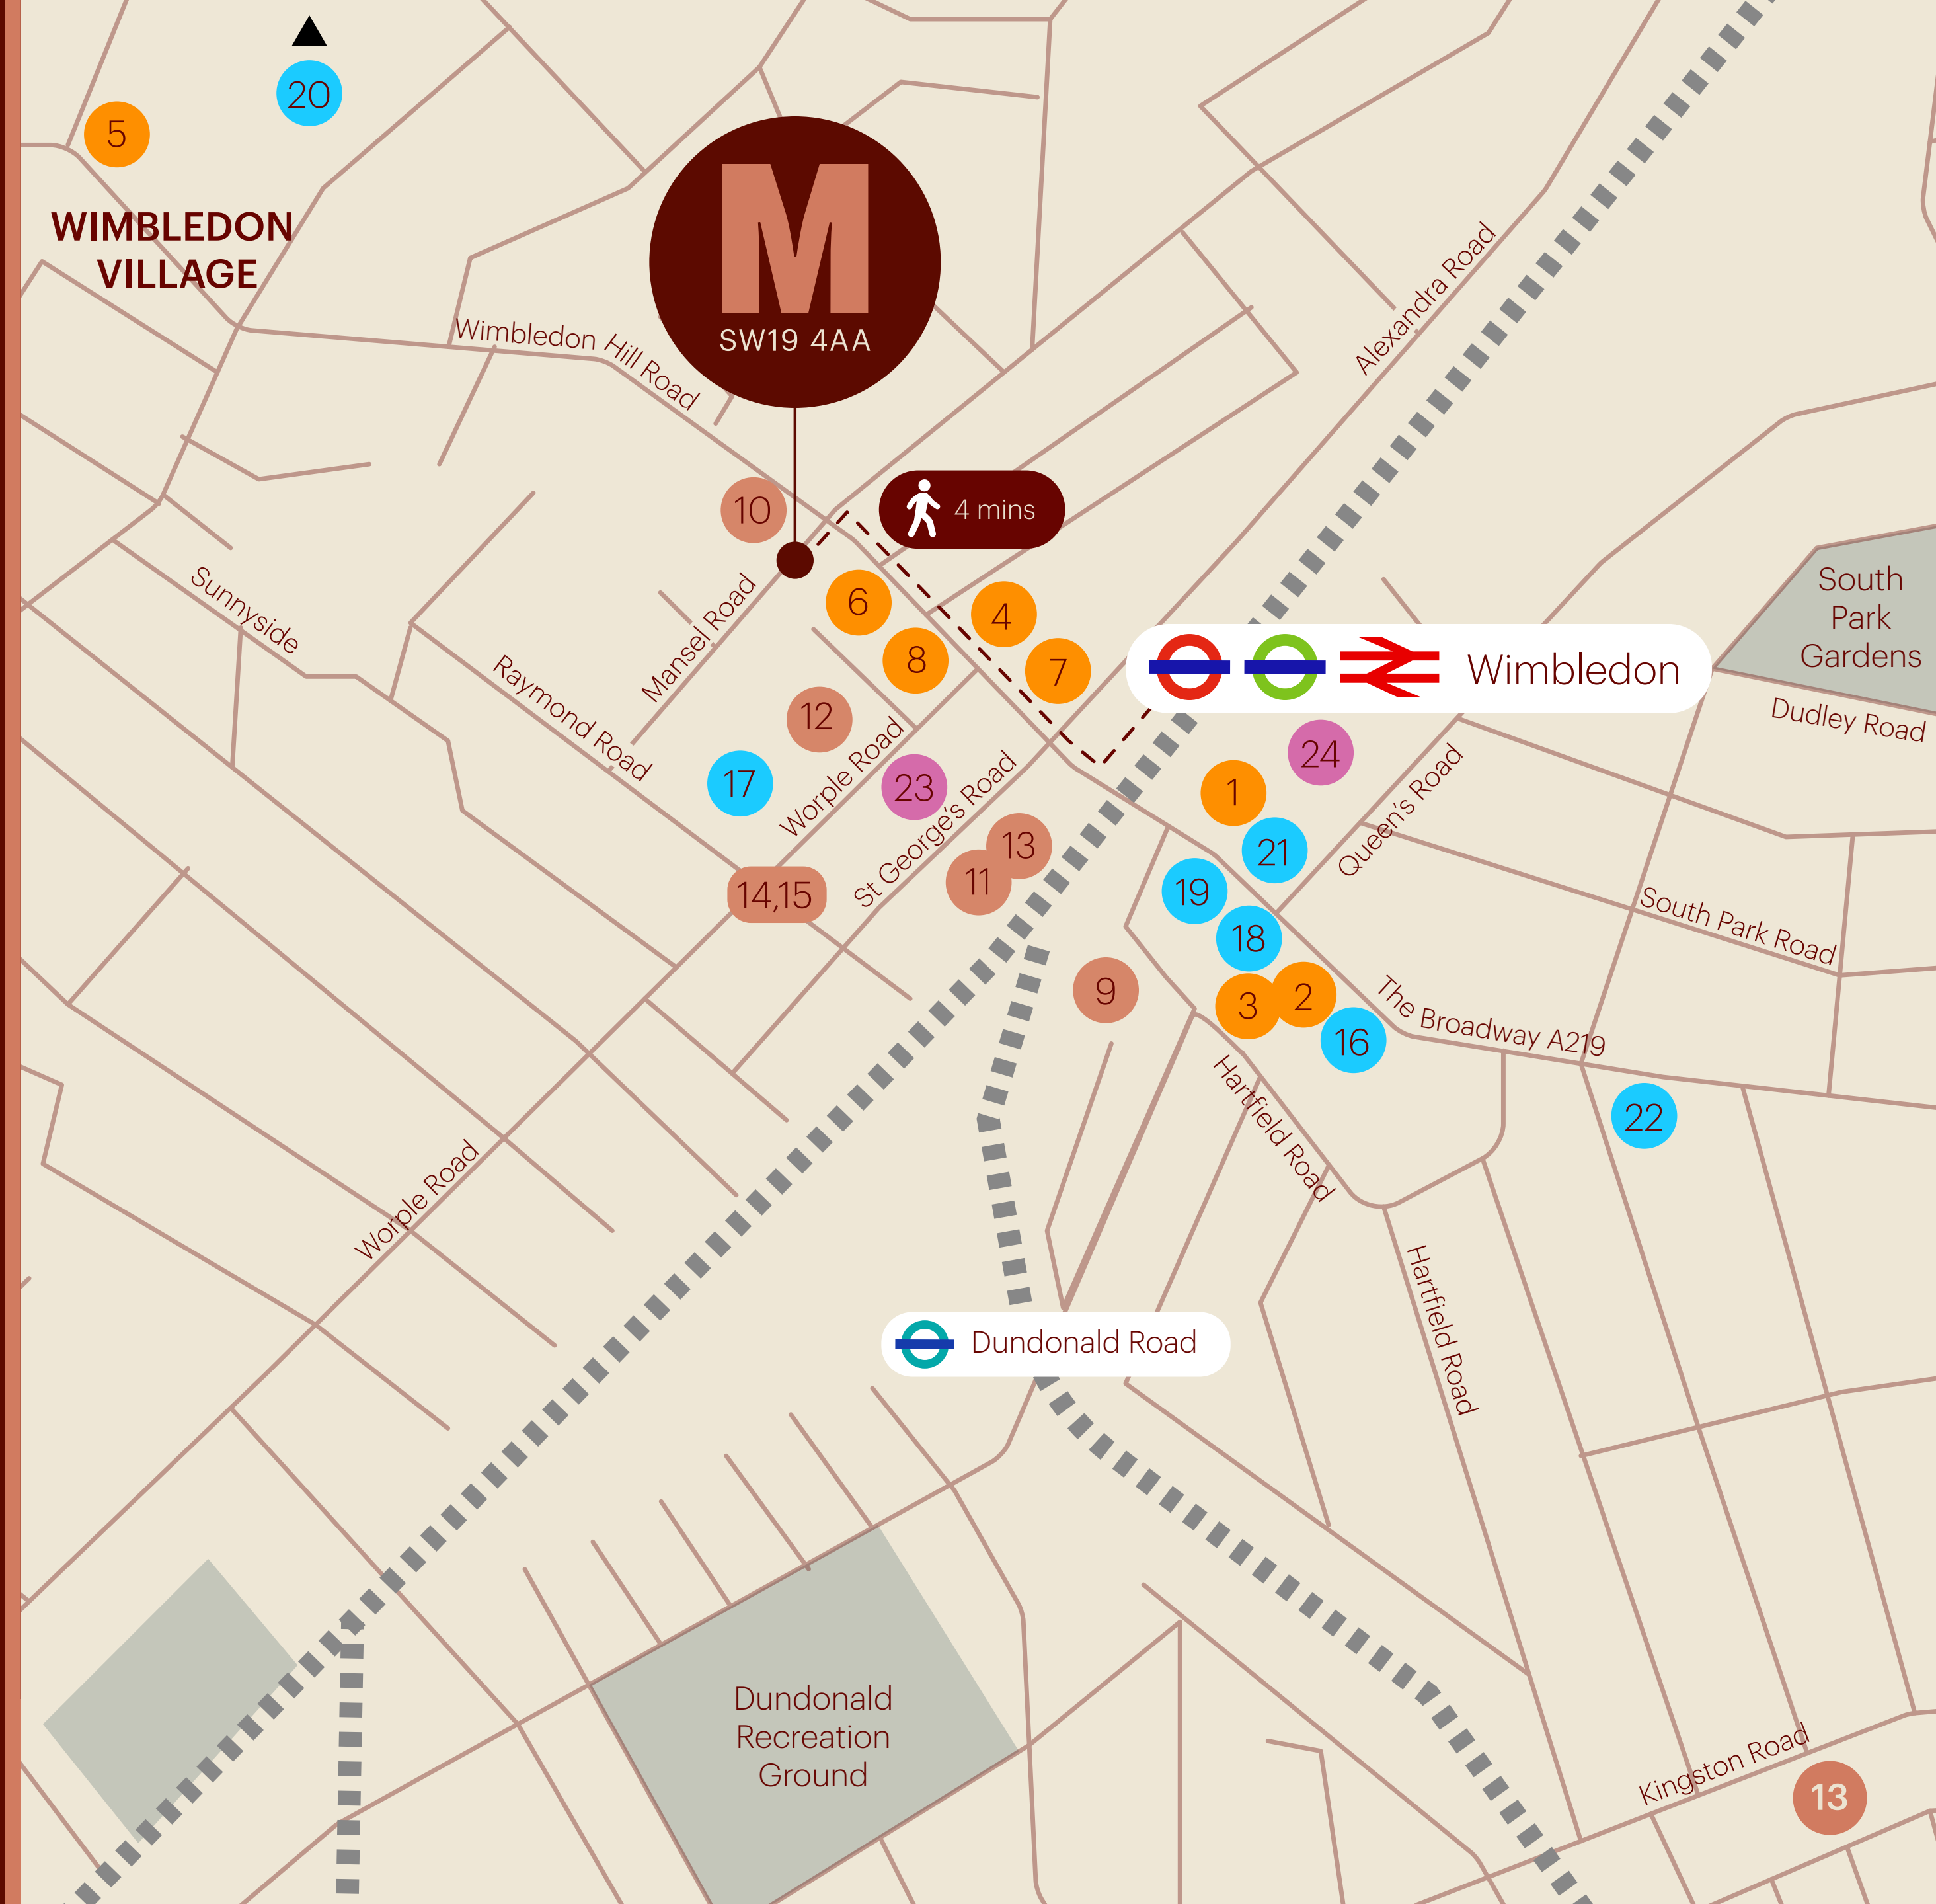 20
5
WIMBLEDON
VILLAGE
M
SW19 4AA
Wimbledon Hill Road
Alexandra Road
10
4 mins
Sunnyside
Mansel Road
6
4
8
7
Wimbledon
South
Park
Gardens
Dudley Road
Raymond Road
12
17
Worple Road
23
St George's Road
24
1
Queen's Road
21
13
11
14,15
19
18
South Park Road
9
3
2
16
The Broadway A219
22
Hartfield Road
Worple Road
Hartfield Road
Dundonald Road
Dundonald
Recreation
Ground
Kingston Road
13